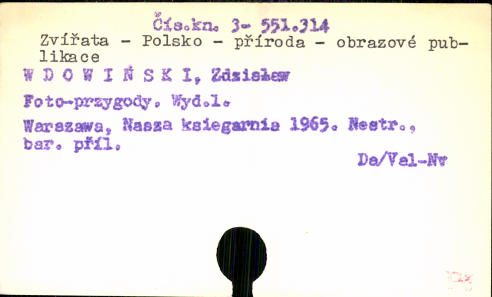 Čís.kn. 3- 551.314
Zvířata - Polsko - příroda - obrazové pub-
likace
W D O W I Ń S K I, Zdzisław
Foto-przygody. Wyd.1.
Warszawa, Nasza ksiegarnia 1965. Nestr.,
bar. příl.
Da/Val-Nv